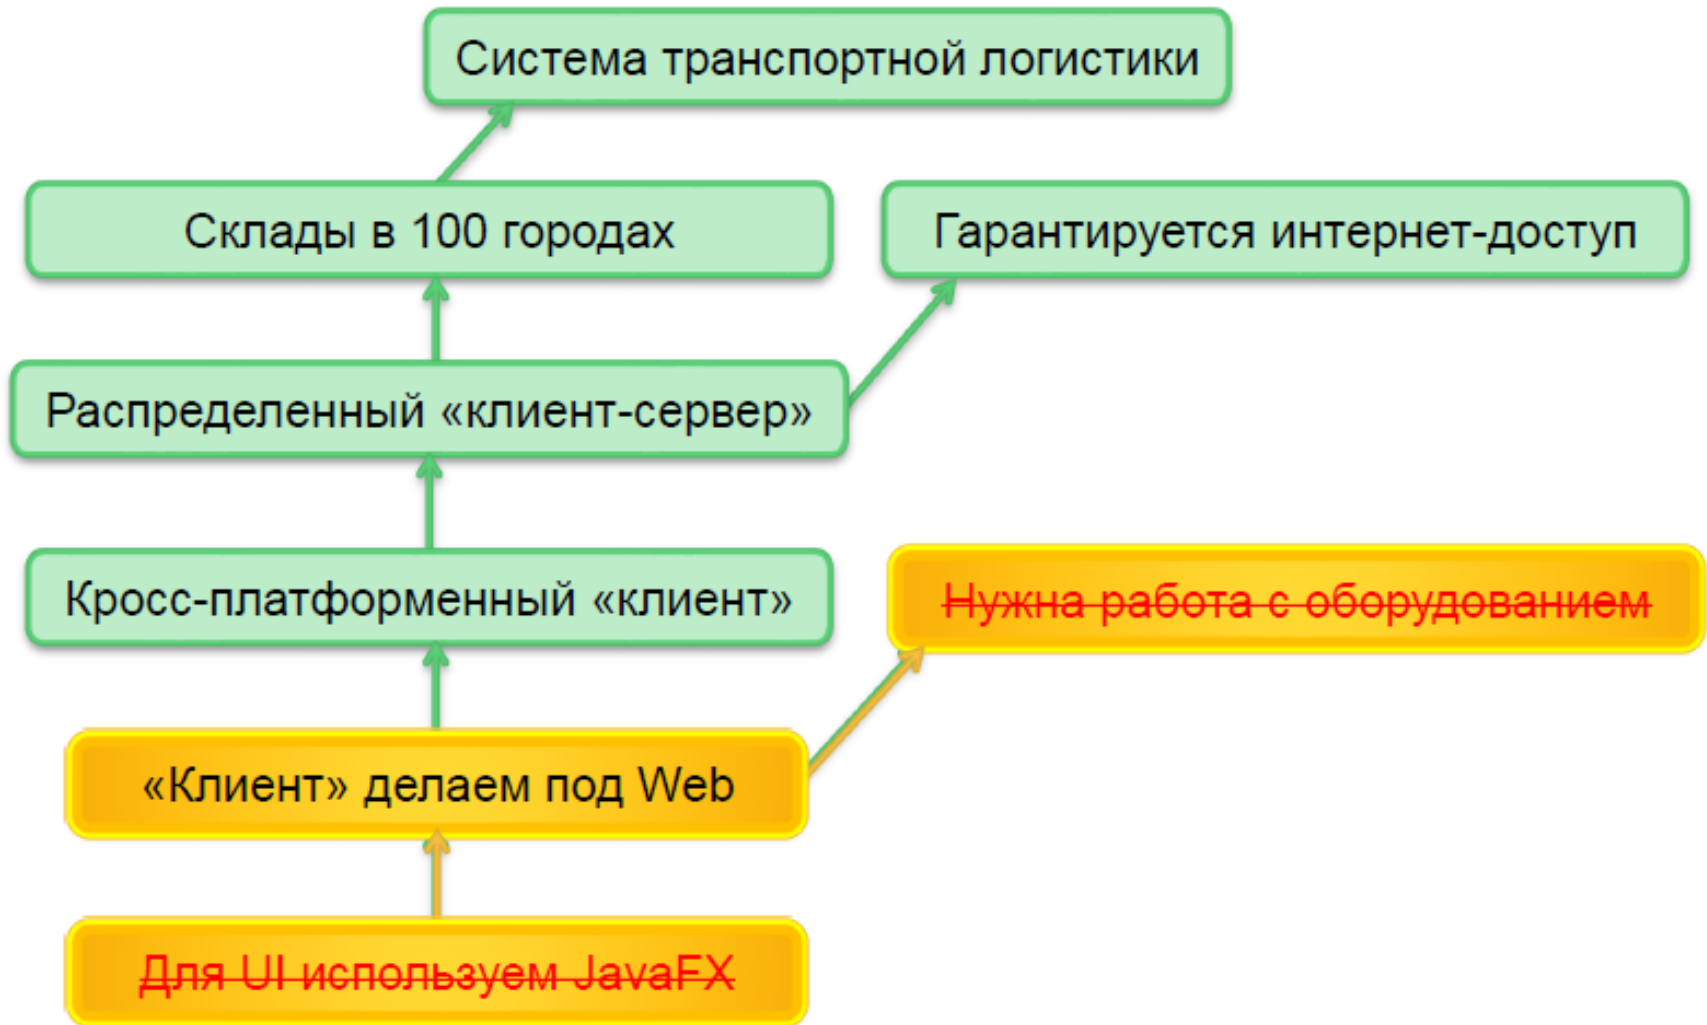 Система транспортной логистики
Склады в 100 городах
Гарантируется интернет-доступ
Распределенный «клиент-сервер»
Кросс-платформенный «клиент»
Нужна работа с оборудованием
«Клиент» делаем под Web
Для UI используем JavaFX